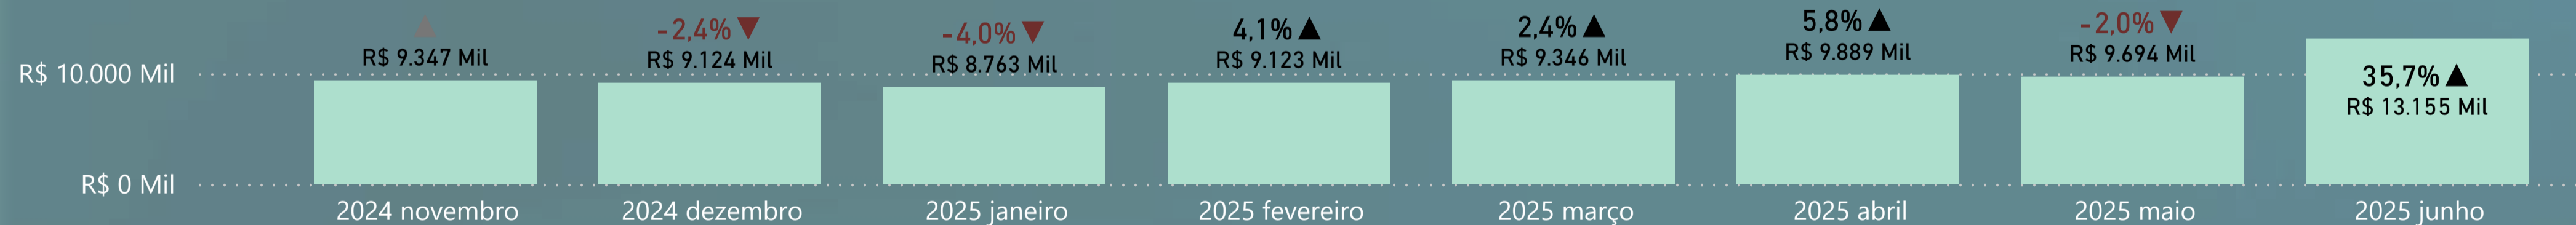 R$ 10.000 Mil
R$ 0 Mil
▲
R$ 9.347 Mil
2024 novembro
-2,4% ▼
R$ 9.124 Mil
2024 dezembro
-4,0% ▼
R$ 8.763 Mil
2025 janeiro
4,1% ▲
R$ 9.123 Mil
2025 fevereiro
2,4% ▲
R$ 9.346 Mil
2025 março
5,8% ▲
R$ 9.889 Mil
2025 abril
-2,0% ▼
R$ 9.694 Mil
2025 maio
35,7% ▲
R$ 13.155 Mil
2025 junho